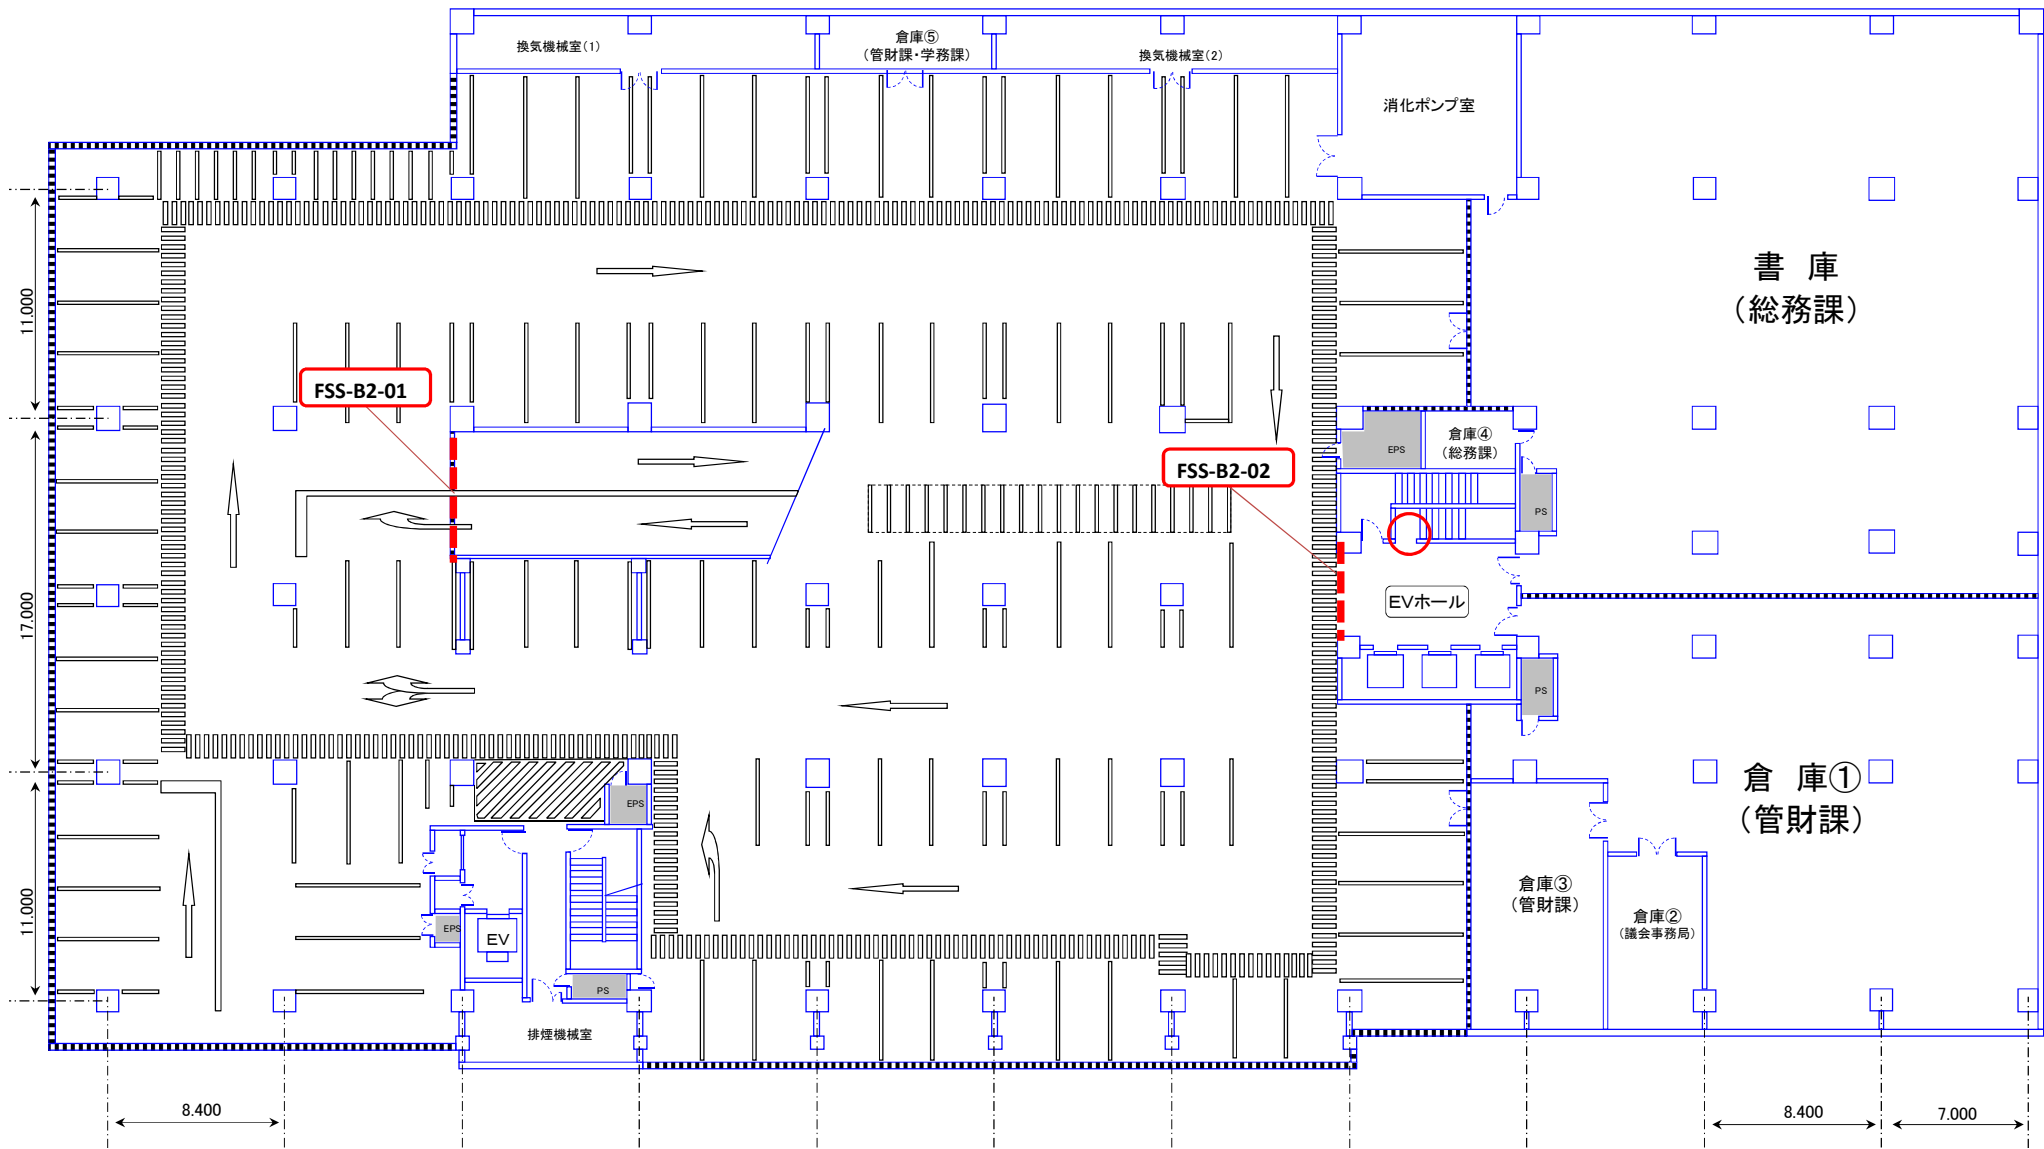 換気機械室(1)
倉庫⑤
(管財課・学務課)
換気機械室(2)
消化ポンプ室
書 庫
(総務課)
11.000
FSS-B2-01
FSS-B2-02
EPS
倉庫④
(総務課)
PS
17.000
EVホール
PS
EPS
倉 庫①
(管財課)
11.000
EPS
EV
倉庫③
(管財課)
倉庫②
(議会事務局)
PS
排煙機械室
8.400
8.400
7.000